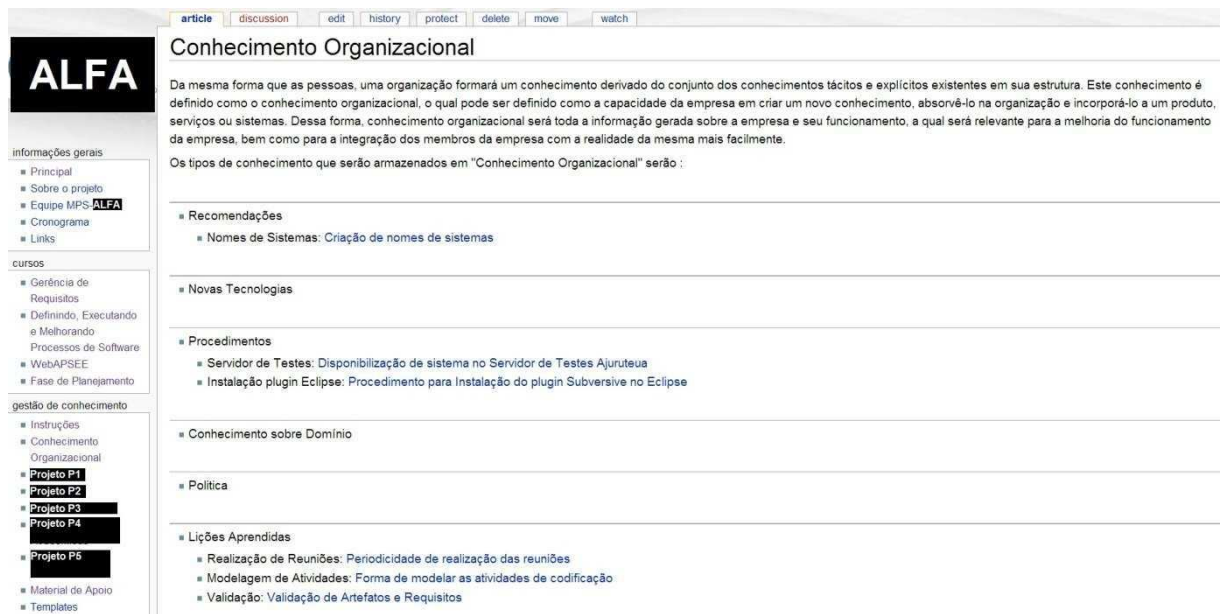 article discussion edit history protect delete move watch
ALFA
informações gerais
Principal
Sobre o projeto
Equipe MPS-ALFA
Cronograma
Links
cursos
Gerência de
Requisitos
Definindo, Executando
e Melhorando
Processos de Software
WebAPSEE
Fase de Planejamento
gestão de conhecimento
Instruções
Conhecimento
Organizacional
Projeto P1
Projeto P2
Projeto P3
Projeto P4
Projeto P5
Material de Apoio
Templates
Conhecimento Organizacional
Da mesma forma que as pessoas, uma organização formará um conhecimento derivado do conjunto dos conhecimentos tácitos e explícitos existentes em sua estrutura. Este conhecimento é
definido como o conhecimento organizacional, o qual pode ser definido como a capacidade da empresa em criar um novo conhecimento, absorvê-lo na organização e incorporá-lo a um produto,
serviços ou sistemas. Dessa forma, conhecimento organizacional será toda a informação gerada sobre a empresa e seu funcionamento, a qual será relevante para a melhoria do funcionamento
da empresa, bem como para a integração dos membros da empresa com a realidade da mesma mais facilmente.
Os tipos de conhecimento que serão armazenados em "Conhecimento Organizacional" serão :
Recomendações
Nomes de Sistemas: Criação de nomes de sistemas
Novas Tecnologias
Procedimentos
Servidor de Testes: Disponibilização de sistema no Servidor de Testes Ajuruteua
Instalação plugin Eclipse: Procedimento para Instalação do plugin Subversive no Eclipse
Conhecimento sobre Domínio
Politica
Lições Aprendidas
Realização de Reuniões: Periodicidade de realização das reuniões
Modelagem de Atividades: Forma de modelar as atividades de codificação
Validação: Validação de Artefatos e Requisitos